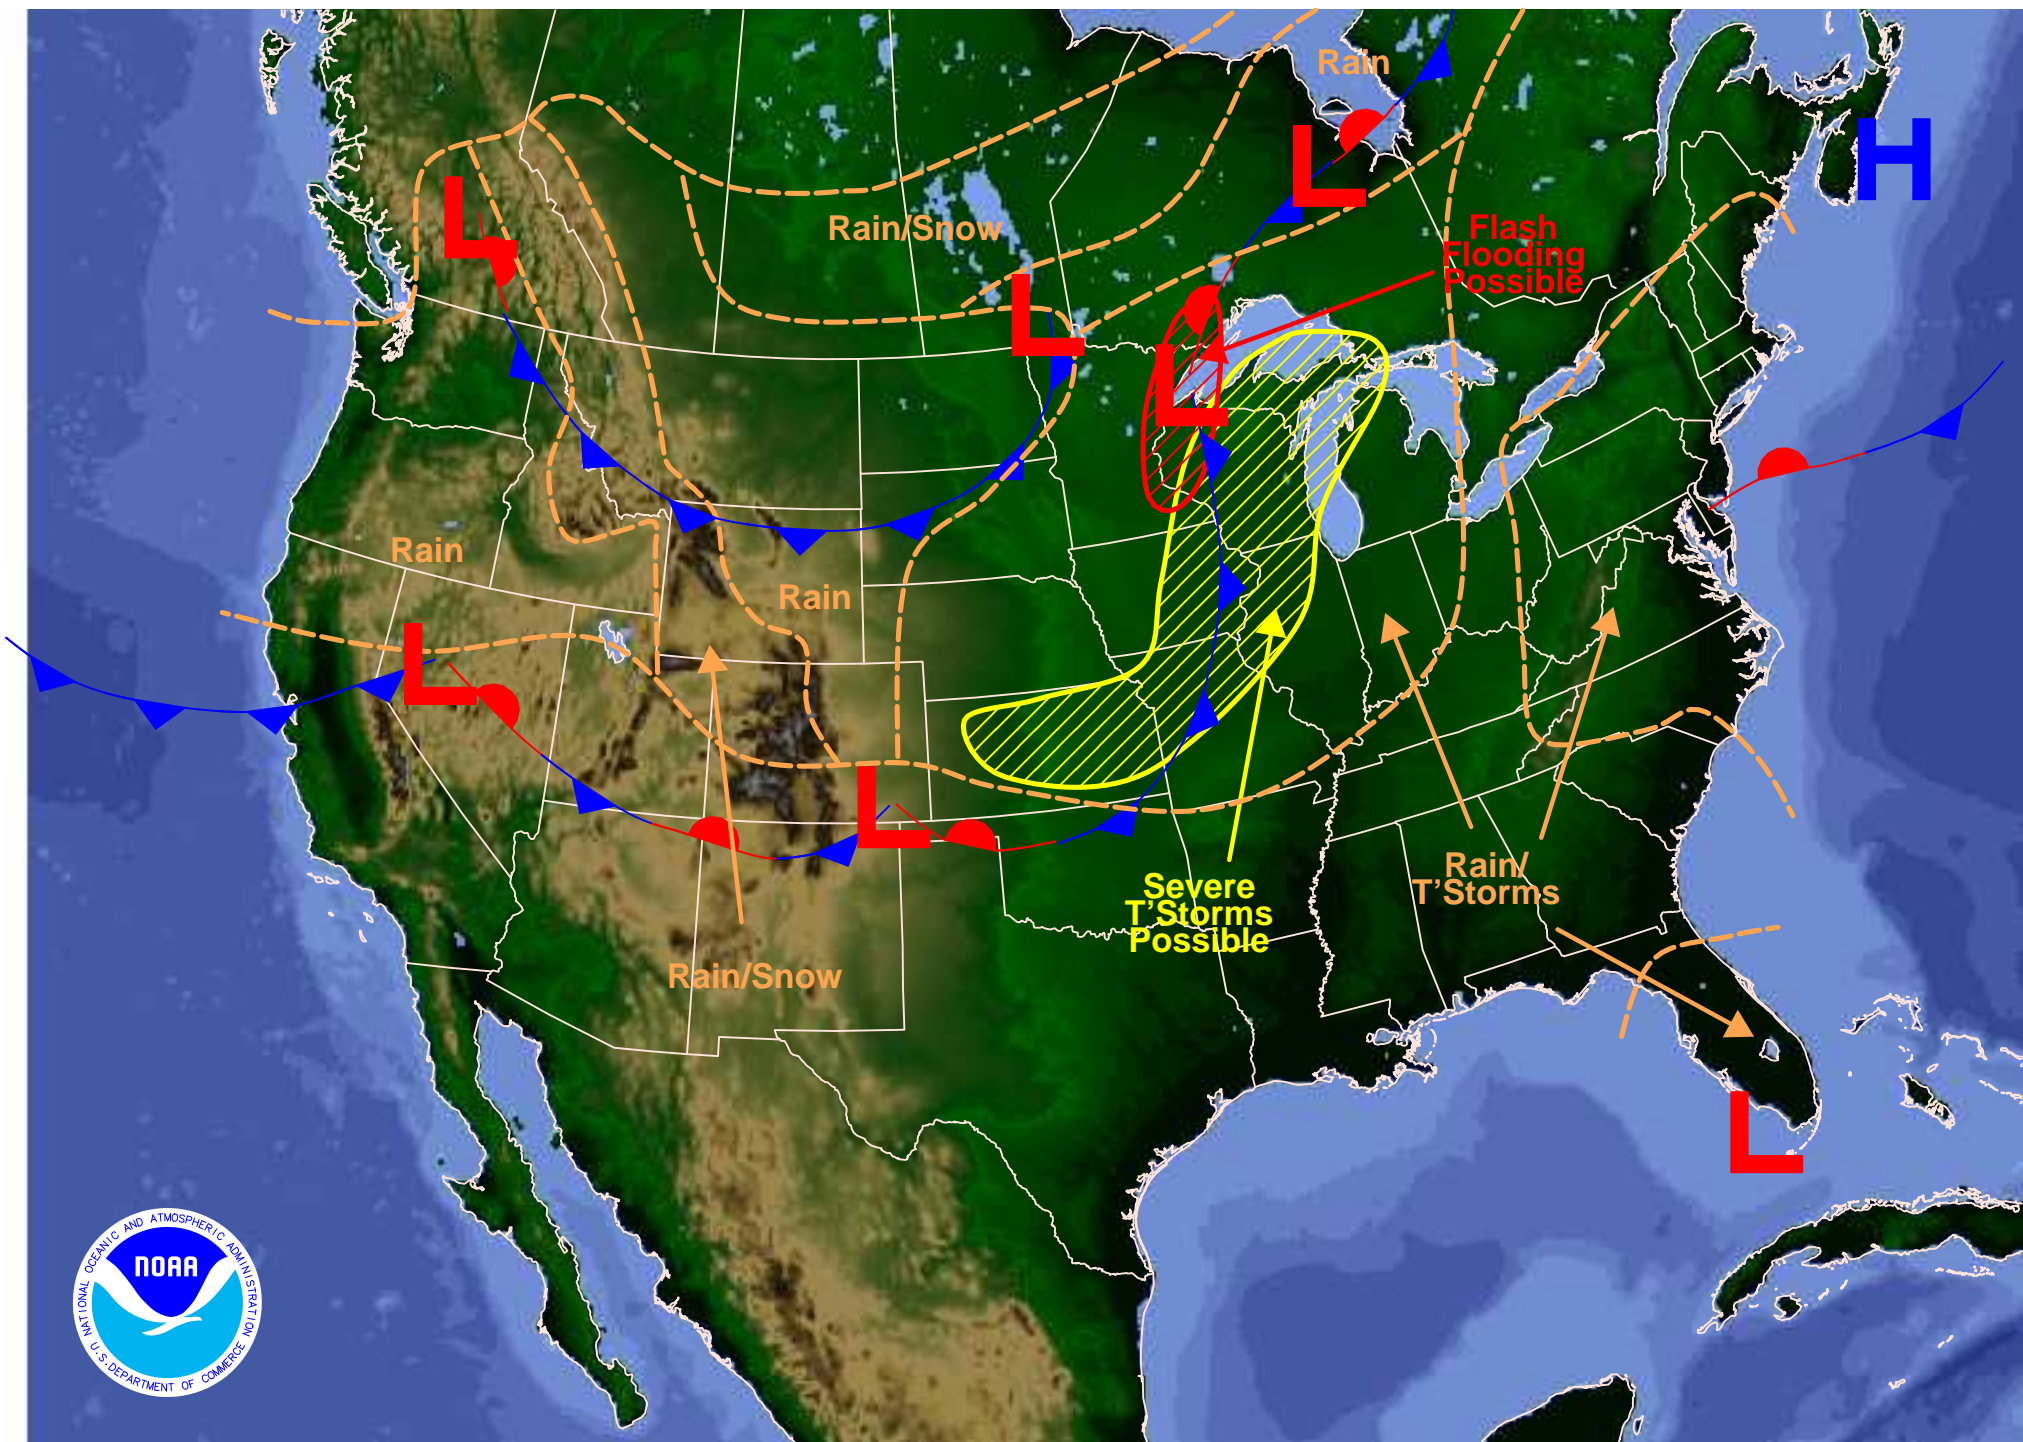 Rain
H
L
L
Rain/Snow
Flash
Flooding
Possible
L
L
Rain
Rain
L
L
Rain/
T'Storms
Severe
T'Storms
Possible
Rain/Snow
L
NATIONAL OCEANIC AND ATMOSPHERIC ADMINISTRATION
NOAA
U.S. DEPARTMENT OF COMMERCE